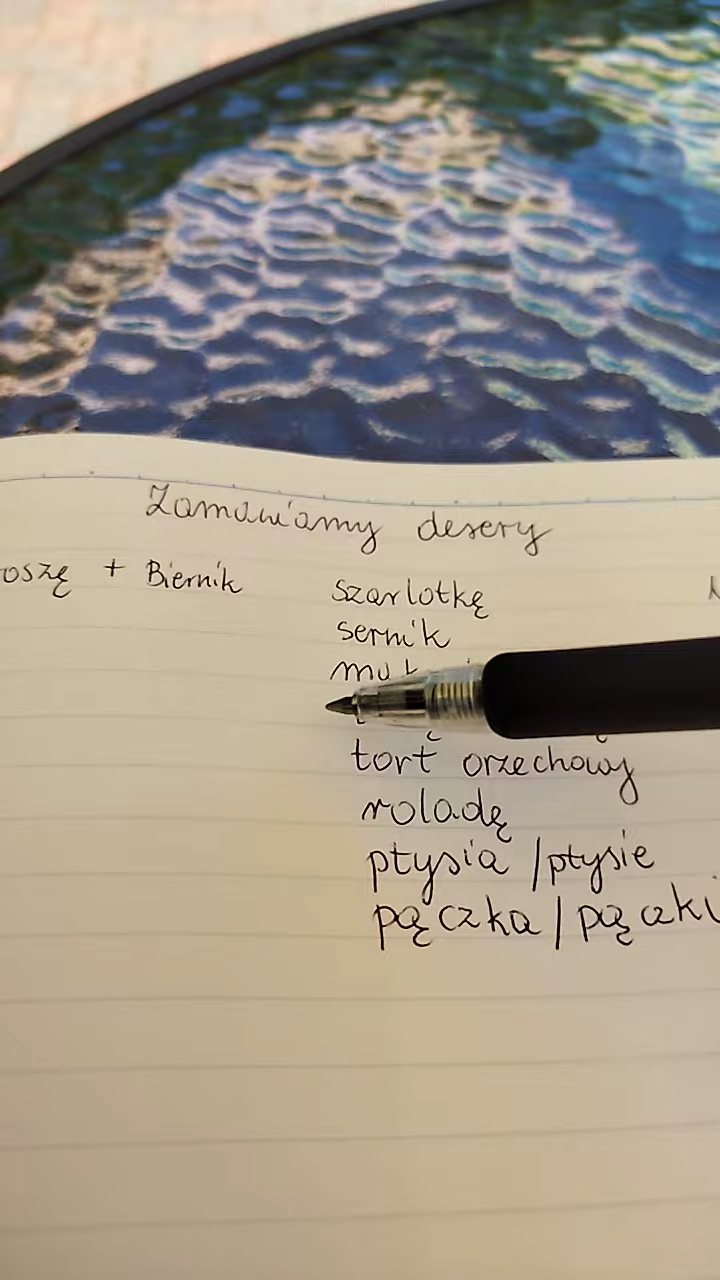 Zamawiamy desery
oszę + Biernik
szarlotkę
sernik
tort orzechowy
roladę
ptysia / ptysie
pączka / pączki